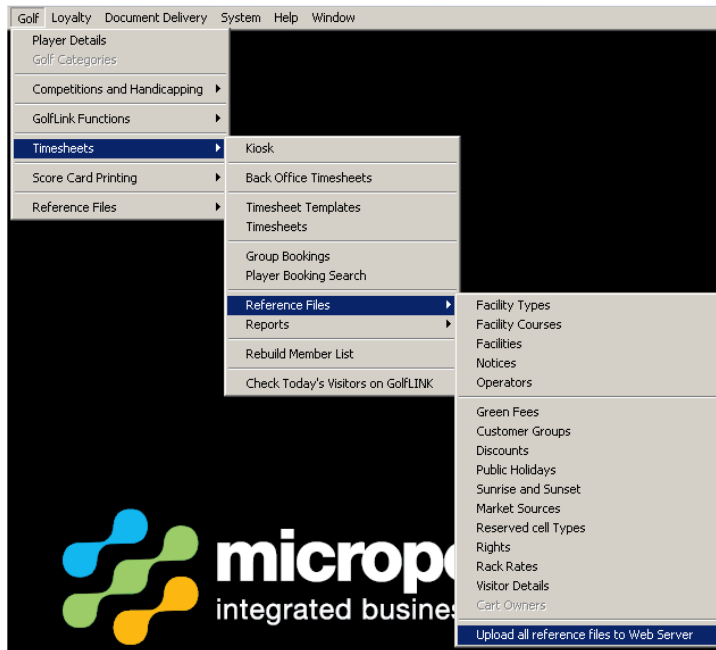 Golf Loyalty Document Delivery System Help Window
Player Details
Golf Categories
Competitions and Handicapping
GolfLink Functions
Timesheets
Score Card Printing
Reference Files
Kiosk
Back Office Timesheets
Timesheet Templates
Timesheets
Group Bookings
Player Booking Search
Reference Files
Reports
Rebuild Member List
Check Today's Visitors on GolfLINK
Facility Types
Facility Courses
Facilities
Notices
Operators
Green Fees
Customer Groups
Discounts
Public Holidays
Sunrise and Sunset
Market Sources
Reserved cell Types
Rights
Rack Rates
Visitor Details
Cart Owners
Upload all reference files to Web Server
microp
integrated busine